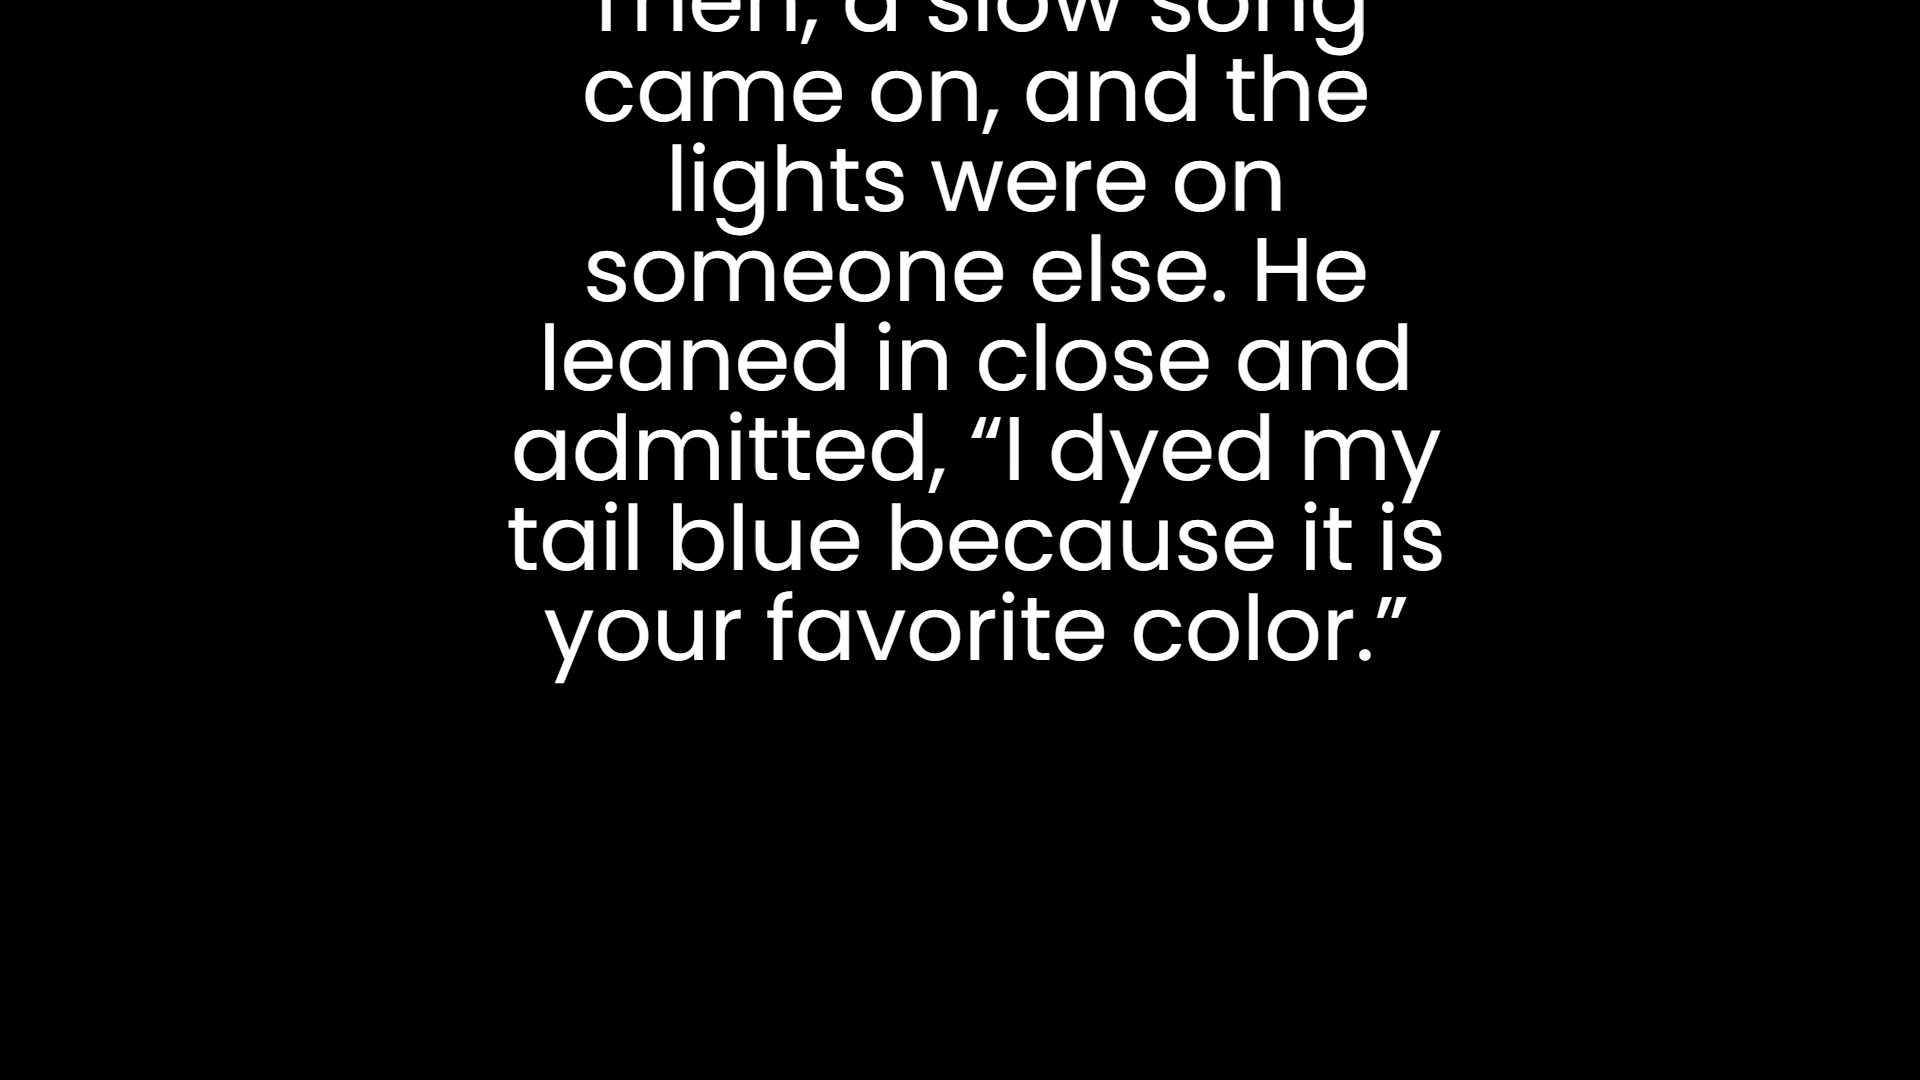 Then, a slow song
came on, and the
lights were on
someone else. He
leaned in close and
admitted, “I dyed my
tail blue because it is
your favorite color.”